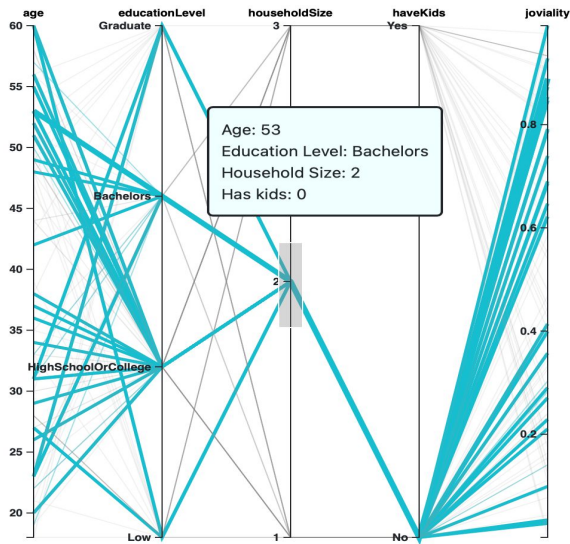 age educationLevel householdSize haveKids joviality
60 Graduate 3 Yes
55
0.8
Age: 53
Education Level: Bachelors
Household Size: 2
Has kids: 0
50
Bachelors
45
0.6
40
2
35
0.4
HighSchoolOrCollege
30
25
0.2
20
Low 1 No